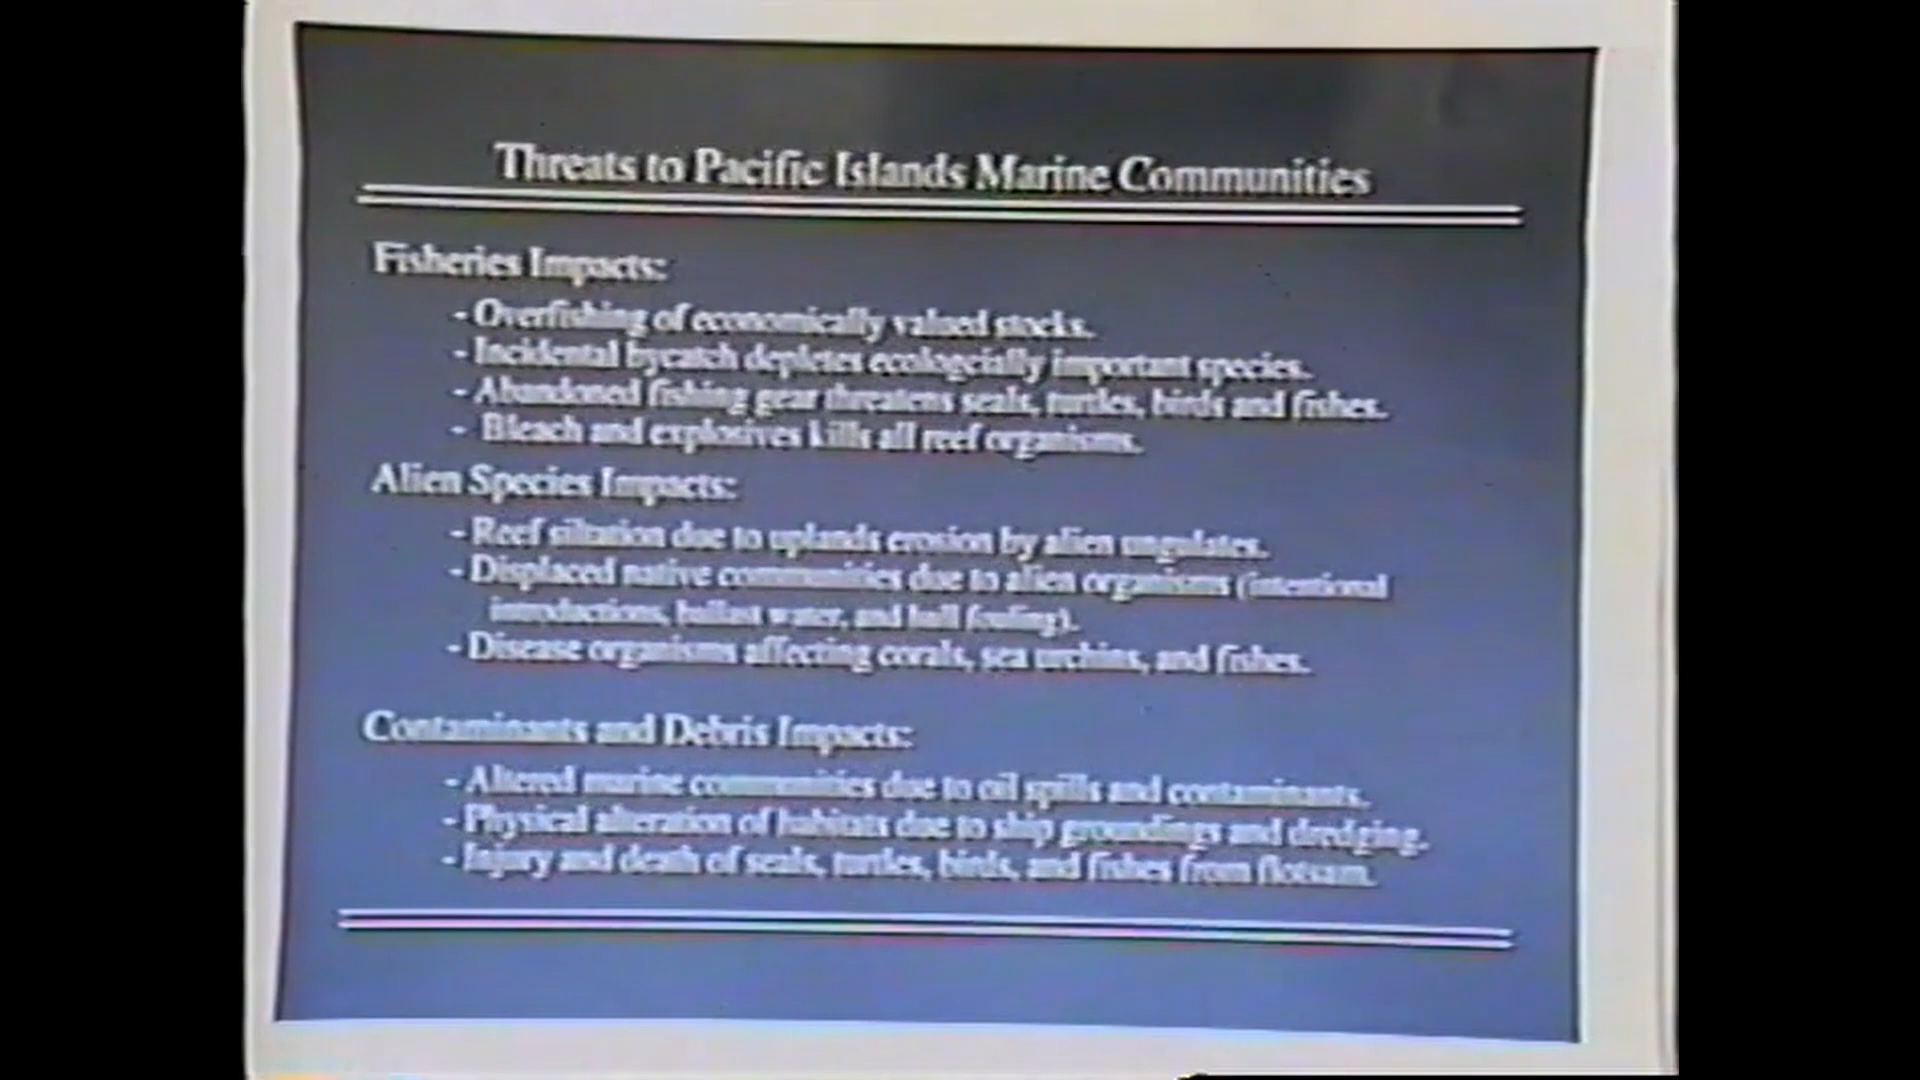 Threats to Pacific Islands Marine Communities
Fisheries Impacts:
- Overfishing of economically valued stocks.
- Incidental bycatch depletes ecologcially important species.
- Abandoned fishing gear threatens seals, turtles, birds and fishes.
- Bleach and explosives kills all reef organisms.
Alien Species Impacts:
- Reef siltation due to uplands erosion by alien ungulates.
- Displaced native communities due to alien organisms (intentional
introductions, ballast water, and hull fouling).
- Disease organisms affecting corals, sea urchins, and fishes.
Contaminants and Debris Impacts:
- Altered marine communities due to oil spills and contaminants.
- Physical alteration of habitats due to ship groundings and dredging.
- Injury and death of seals, turtles, birds, and fishes from flotsam.